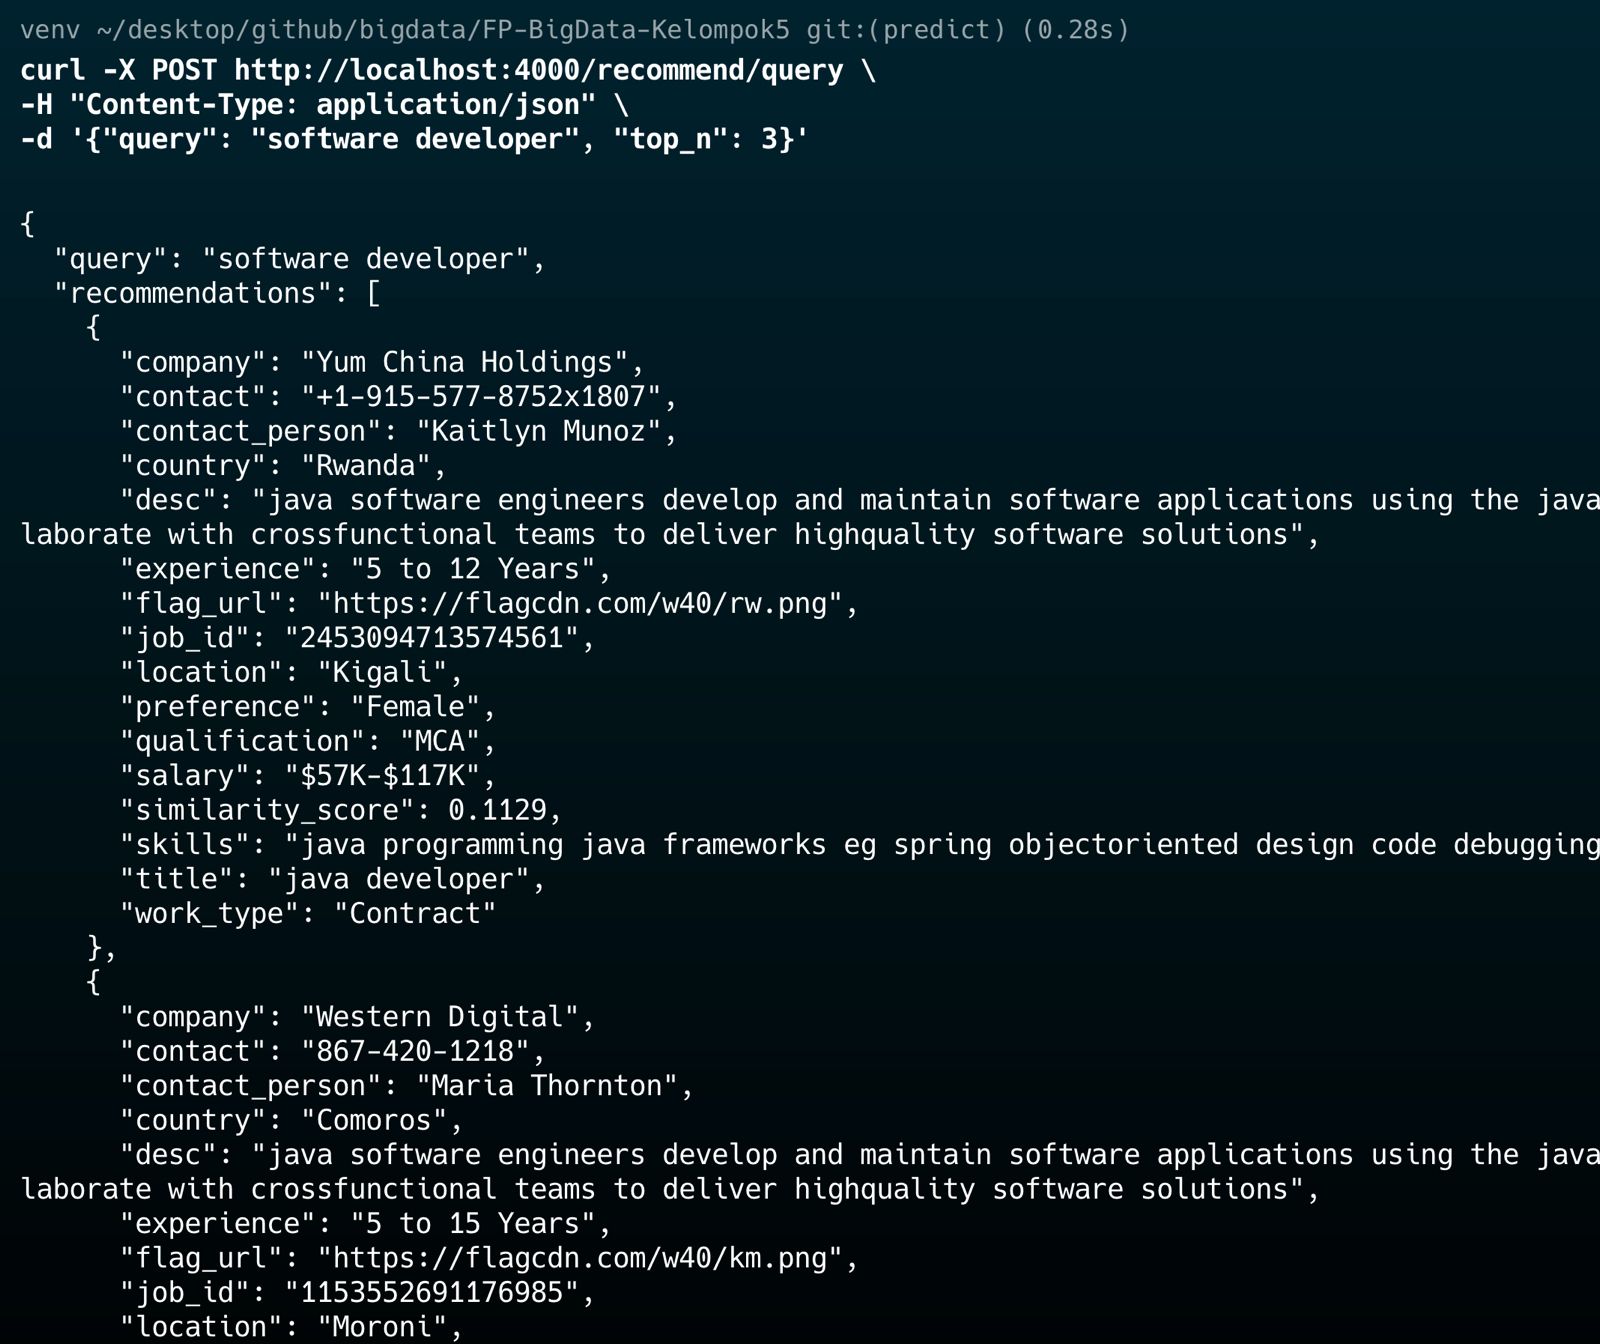 venv ~/desktop/github/bigdata/FP-BigData-Kelompok5 git:(predict) (0.28s)
curl -X POST http://localhost:4000/recommend/query \
-H "Content-Type: application/json" \
-d '{"query": "software developer", "top_n": 3}'
{
"query": "software developer",
"recommendations": [
{
"company": "Yum China Holdings",
"contact": "+1-915-577-8752x1807",
"contact_person": "Kaitlyn Munoz",
"country": "Rwanda",
"desc": "java software engineers develop and maintain software applications using the java
laborate with crossfunctional teams to deliver highquality software solutions",
"experience": "5 to 12 Years",
"flag_url": "https://flagcdn.com/w40/rw.png",
"job_id": "2453094713574561",
"location": "Kigali",
"preference": "Female",
"qualification": "MCA",
"salary": "$57K-$117K",
"similarity_score": 0.1129,
"skills": "java programming java frameworks eg spring objectoriented design code debugging
"title": "java developer",
"work_type": "Contract"
},
{
"company": "Western Digital",
"contact": "867-420-1218",
"contact_person": "Maria Thornton",
"country": "Comoros",
"desc": "java software engineers develop and maintain software applications using the java
laborate with crossfunctional teams to deliver highquality software solutions",
"experience": "5 to 15 Years",
"flag_url": "https://flagcdn.com/w40/km.png",
"job_id": "1153552691176985",
"location": "Moroni",